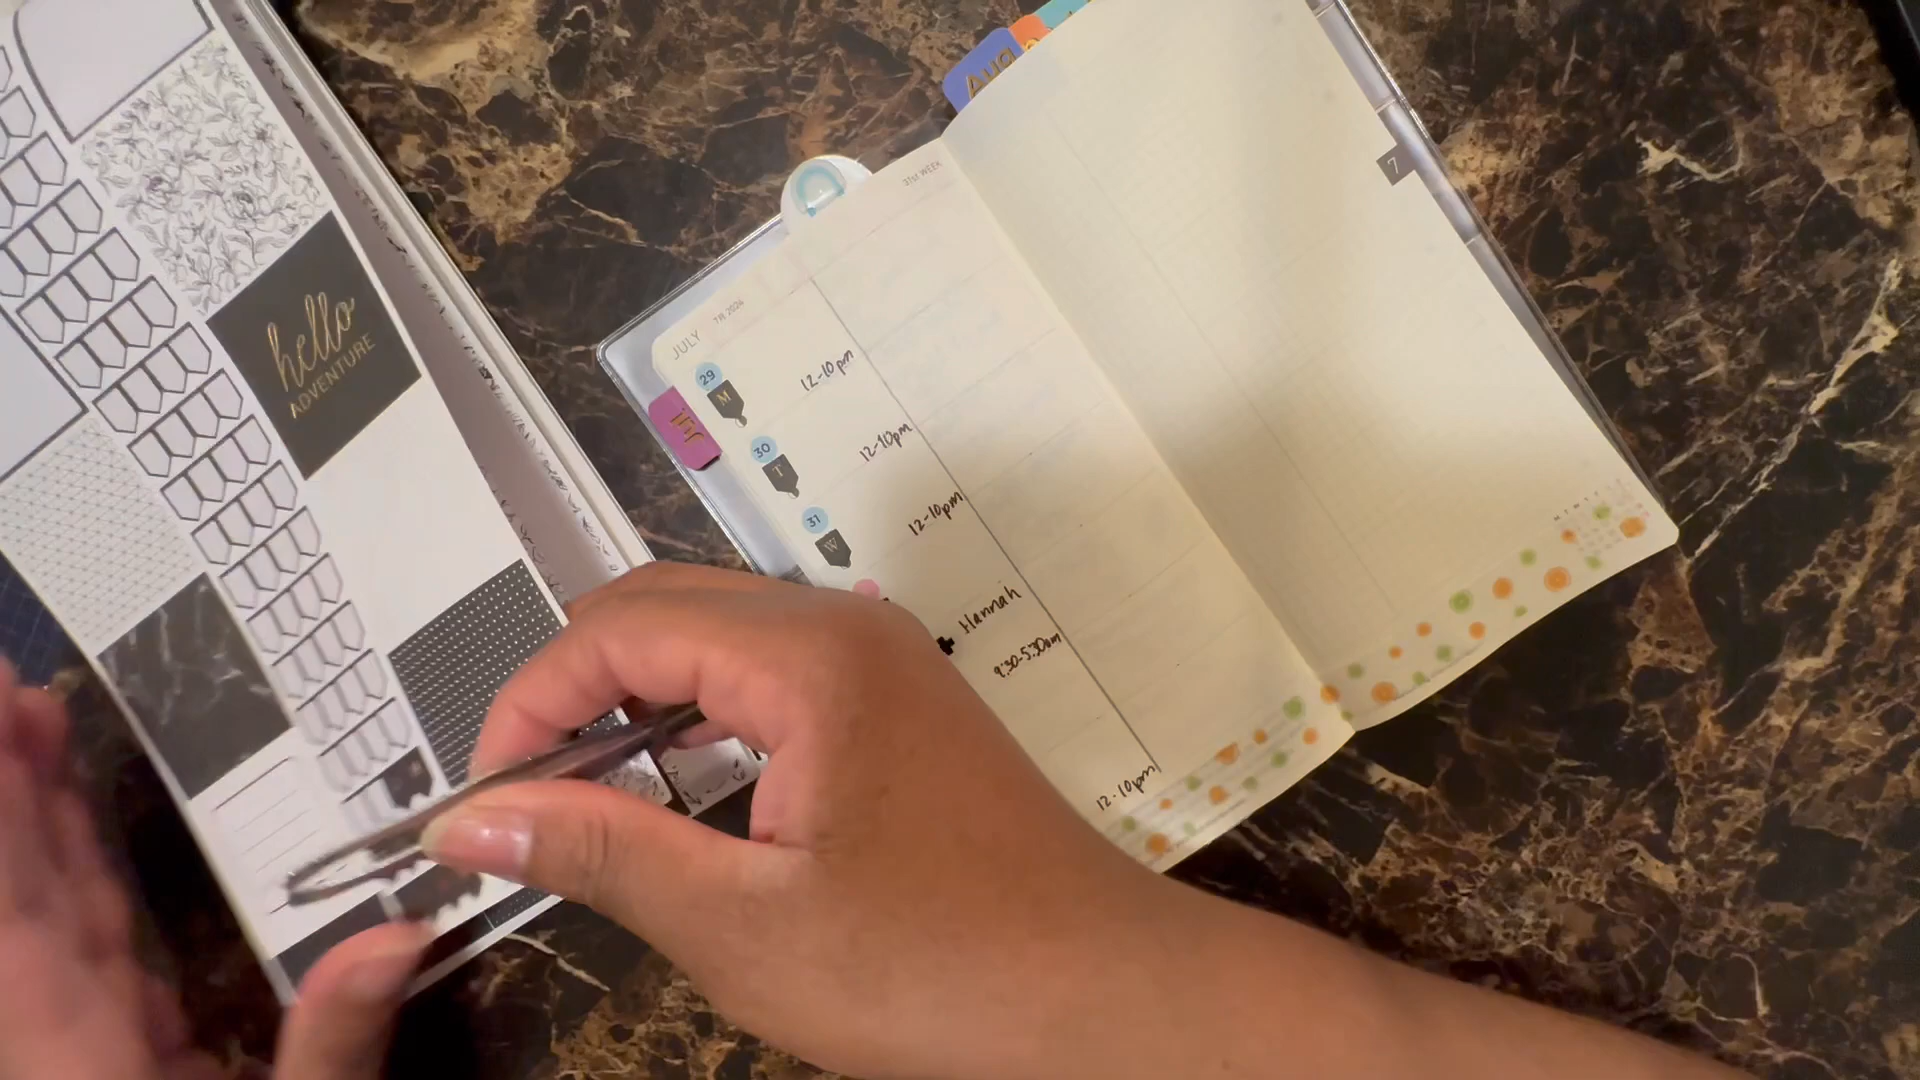 hello
ADVENTURE
Aug
31st WEEK
7
JULY
29
M
12-10pm
Jul
30
T
12-10pm
31
W
12-10pm
Hannah
9:30-5:30pm
12-10pm